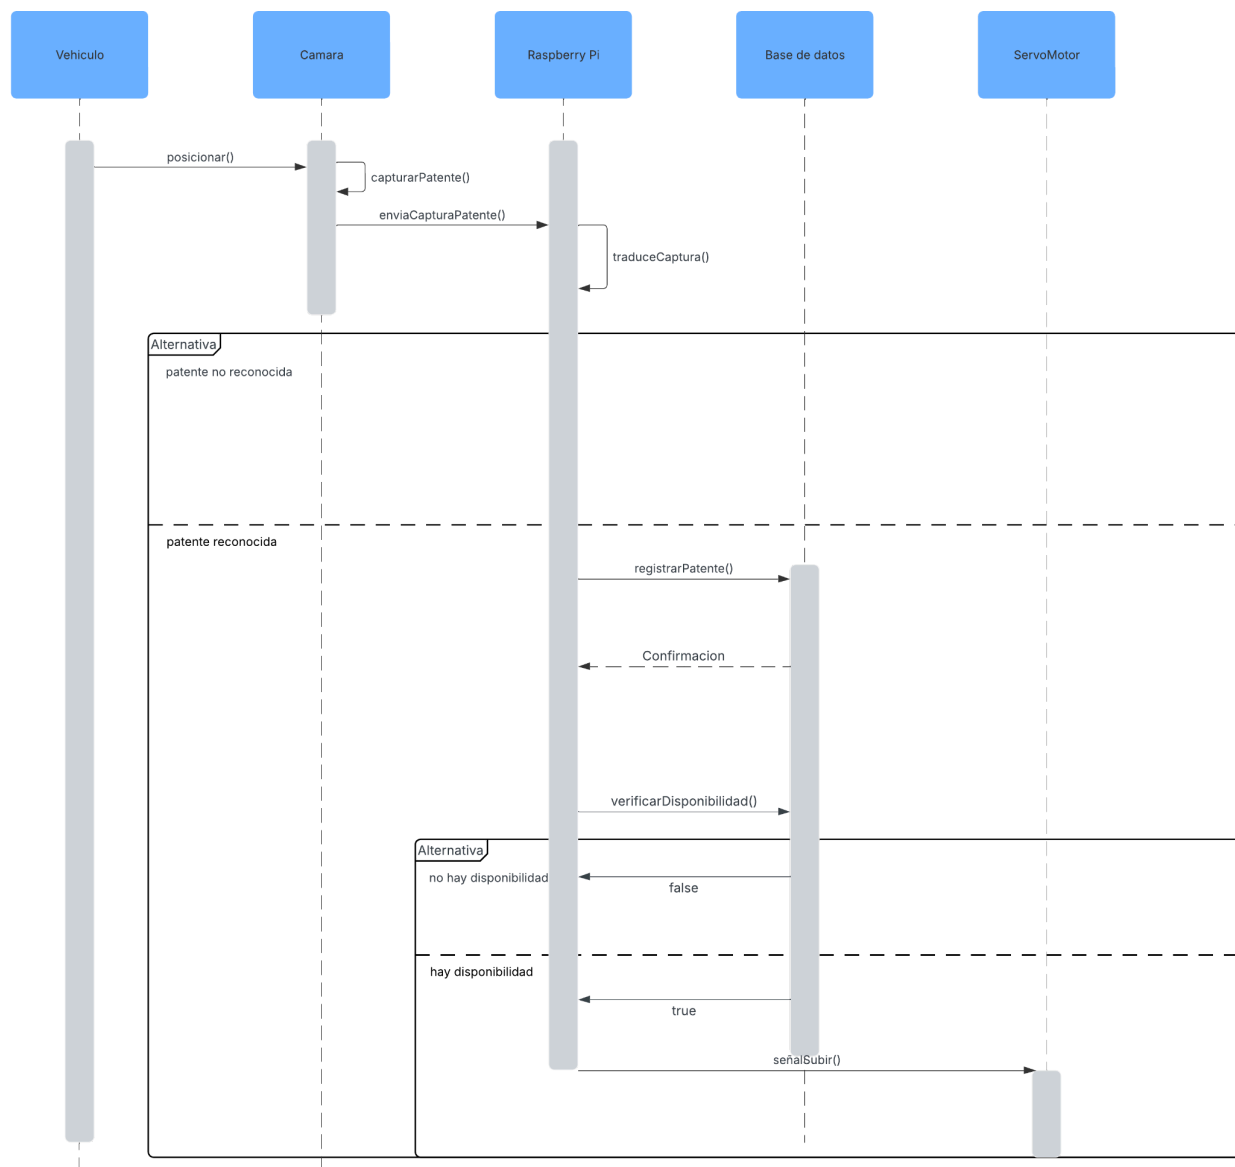 Vehiculo
Camara
Raspberry Pi
Base de datos
ServoMotor
posicionar()
capturarPatente()
enviaCapturaPatente()
traduceCaptura()
Alternativa
patente no reconocida
patente reconocida
registrarPatente()
Confirmacion
verificarDisponibilidad()
Alternativa
no hay disponibilidad
false
hay disponibilidad
true
señalSubir()